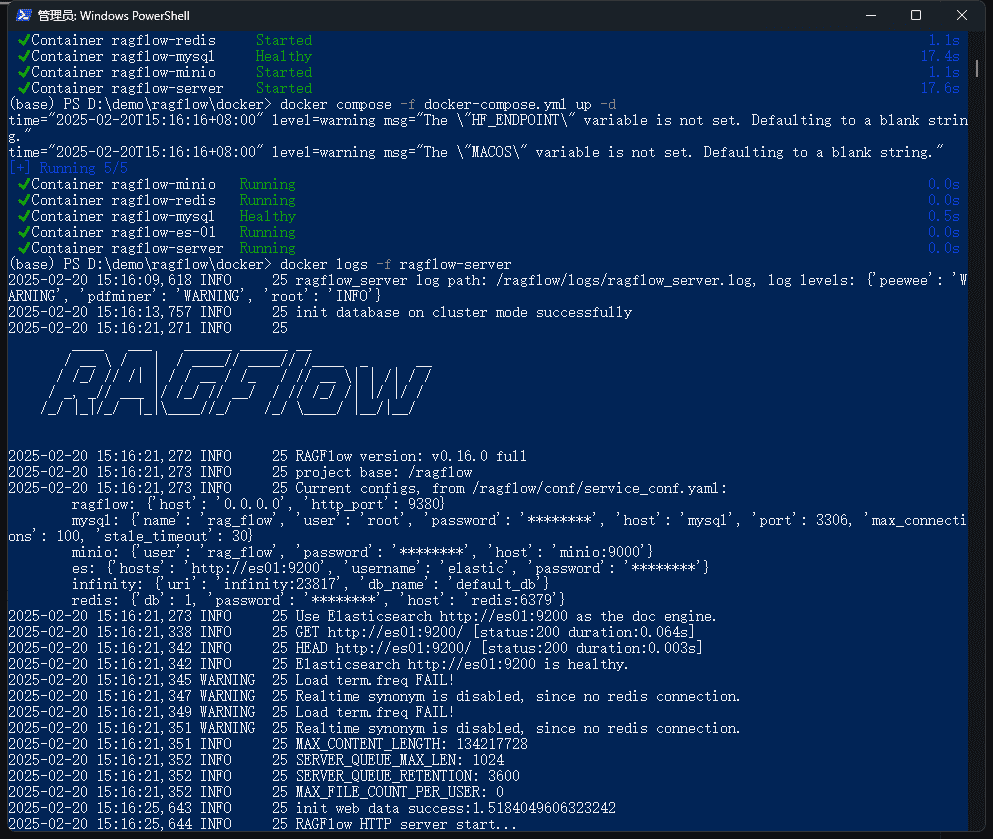 管理员: Windows PowerShell
✔Container ragflow-redis Started 1.1s
✔Container ragflow-mysql Healthy 17.4s
✔Container ragflow-minio Started 1.1s
✔Container ragflow-server Started 17.6s
(base) PS D:\demo\ragflow\docker> docker compose -f docker-compose.yml up -d
time="2025-02-20T15:16:16+08:00" level=warning msg="The \"HF_ENDPOINT\" variable is not set. Defaulting to a blank strin
g."
time="2025-02-20T15:16:16+08:00" level=warning msg="The \"MACOS\" variable is not set. Defaulting to a blank string."
[+] Running 5/5
✔Container ragflow-minio Running 0.0s
✔Container ragflow-redis Running 0.0s
✔Container ragflow-mysql Healthy 0.5s
✔Container ragflow-es-01 Running 0.0s
✔Container ragflow-server Running 0.0s
(base) PS D:\demo\ragflow\docker> docker logs -f ragflow-server
2025-02-20 15:16:09,618 INFO 25 ragflow_server log path: /ragflow/logs/ragflow_server.log, log levels: {'peewee': 'W
ARNING', 'pdfminer': 'WARNING', 'root': 'INFO'}
2025-02-20 15:16:13,757 INFO 25 init database on cluster mode successfully
2025-02-20 15:16:21,271 INFO 25
RAGFlow
2025-02-20 15:16:21,272 INFO 25 RAGFlow version: v0.16.0 full
2025-02-20 15:16:21,273 INFO 25 project base: /ragflow
2025-02-20 15:16:21,273 INFO 25 Current configs, from /ragflow/conf/service_conf.yaml:
ragflow: {'host': '0.0.0.0', 'http_port': 9380}
mysql: {'name': 'rag_flow', 'user': 'root', 'password': '********', 'host': 'mysql', 'port': 3306, 'max_connecti
ons': 100, 'stale_timeout': 30}
minio: {'user': 'rag_flow', 'password': '********', 'host': 'minio:9000'}
es: {'hosts': 'http://es01:9200', 'username': 'elastic', 'password': '********'}
infinity: {'uri': 'infinity:23817', 'db_name': 'default_db'}
redis: {'db': 1, 'password': '********', 'host': 'redis:6379'}
2025-02-20 15:16:21,273 INFO 25 Use Elasticsearch http://es01:9200 as the doc engine.
2025-02-20 15:16:21,338 INFO 25 GET http://es01:9200/ [status:200 duration:0.064s]
2025-02-20 15:16:21,342 INFO 25 HEAD http://es01:9200/ [status:200 duration:0.003s]
2025-02-20 15:16:21,342 INFO 25 Elasticsearch http://es01:9200 is healthy.
2025-02-20 15:16:21,345 WARNING 25 Load term.freq FAIL!
2025-02-20 15:16:21,347 WARNING 25 Realtime synonym is disabled, since no redis connection.
2025-02-20 15:16:21,349 WARNING 25 Load term.freq FAIL!
2025-02-20 15:16:21,351 WARNING 25 Realtime synonym is disabled, since no redis connection.
2025-02-20 15:16:21,351 INFO 25 MAX_CONTENT_LENGTH: 134217728
2025-02-20 15:16:21,352 INFO 25 SERVER_QUEUE_MAX_LEN: 1024
2025-02-20 15:16:21,352 INFO 25 SERVER_QUEUE_RETENTION: 3600
2025-02-20 15:16:21,352 INFO 25 MAX_FILE_COUNT_PER_USER: 0
2025-02-20 15:16:25,643 INFO 25 init web data success:1.5184049606323242
2025-02-20 15:16:25,644 INFO 25 RAGFlow HTTP server start...